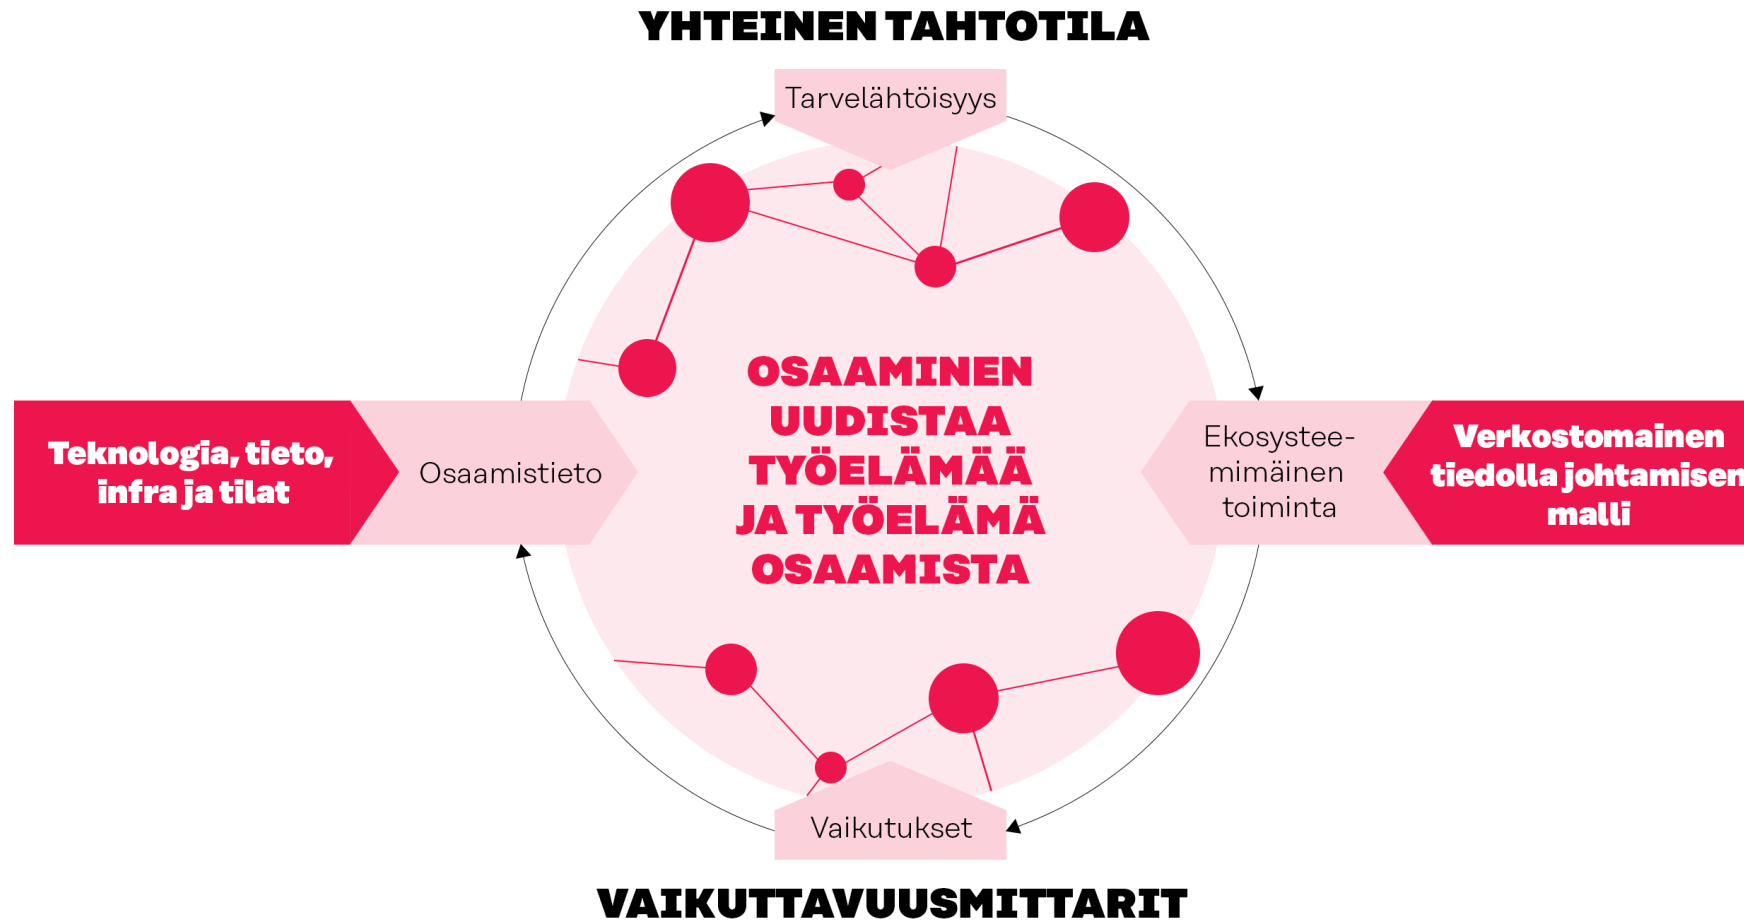 YHTEINEN TAHTOTILA
Tarvelähtöisyys
Teknologia, tieto,
infra ja tilat
Osaamistieto
OSAAMINEN
UUDISTAA
TYÖELÄMÄÄ
JA TYÖELÄMÄ
OSAAMISTA
Ekosystee-
mimäinen
toiminta
Verkostomainen
tiedolla johtamisen
malli
Vaikutukset
VAIKUTTAVUUSMITTARIT